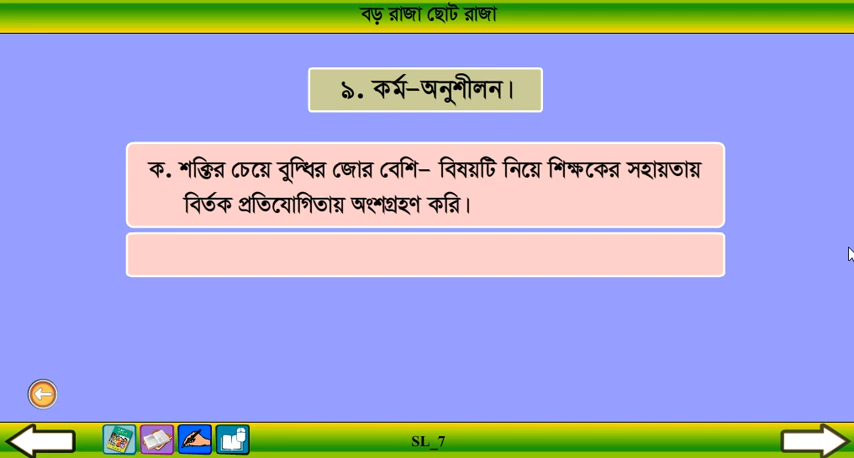 বড় রাজা ছোট রাজা
৯. কর্ম-অনুশীলন।
ক. শক্তির চেয়ে বুদ্ধির জোর বেশি- বিষয়টি নিয়ে শিক্ষকের সহায়তায়
বির্তক প্রতিযোগিতায় অংশগ্রহণ করি।
SL_7